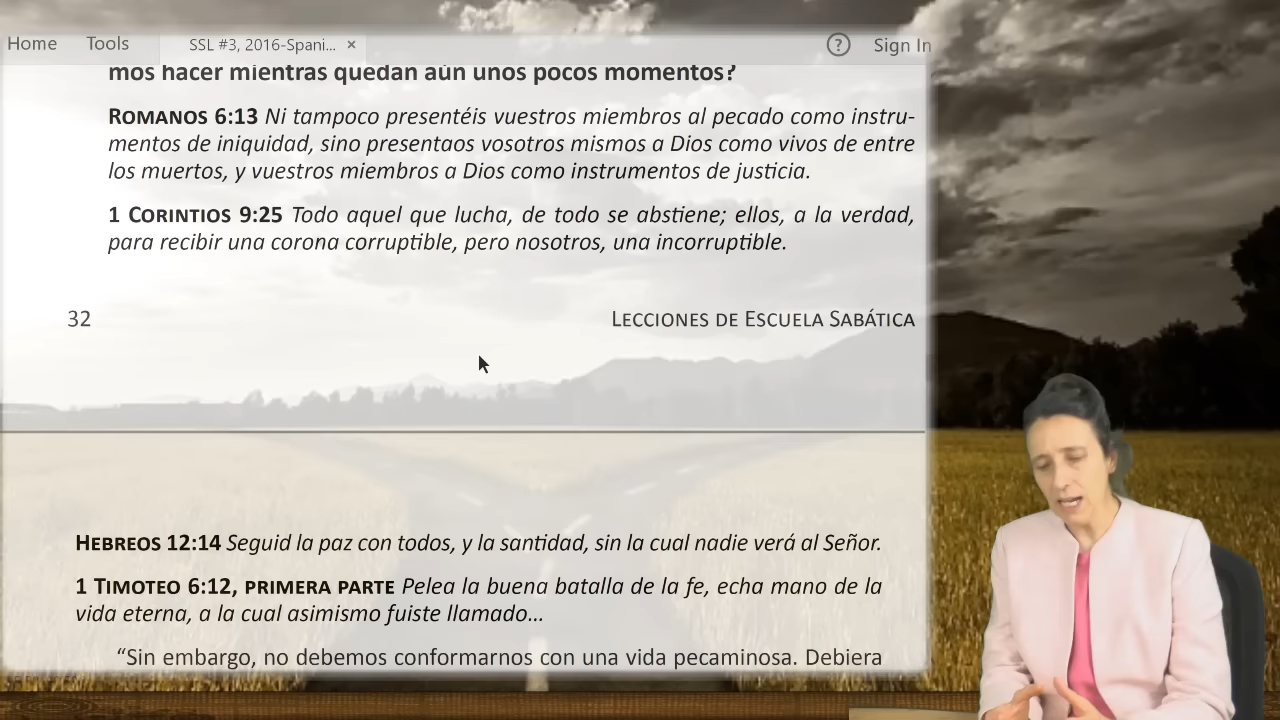 Home Tools SSL #3, 2016-Spani... × ? Sign In
mos hacer mientras quedan aún unos pocos momentos?
ROMANOS 6:13 Ni tampoco presentéis vuestros miembros al pecado como instru-
mentos de iniquidad, sino presentaos vosotros mismos a Dios como vivos de entre
los muertos, y vuestros miembros a Dios como instrumentos de justicia.
1 CORINTIOS 9:25 Todo aquel que lucha, de todo se abstiene; ellos, a la verdad,
para recibir una corona corruptible, pero nosotros, una incorruptible.
32 LECCIONES DE ESCUELA SABÁTICA
HEBREOS 12:14 Seguid la paz con todos, y la santidad, sin la cual nadie verá al Señor.
1 TIMOTEO 6:12, PRIMERA PARTE Pelea la buena batalla de la fe, echa mano de la
vida eterna, a la cual asimismo fuiste llamado...
“Sin embargo, no debemos conformarnos con una vida pecaminosa. Debiera